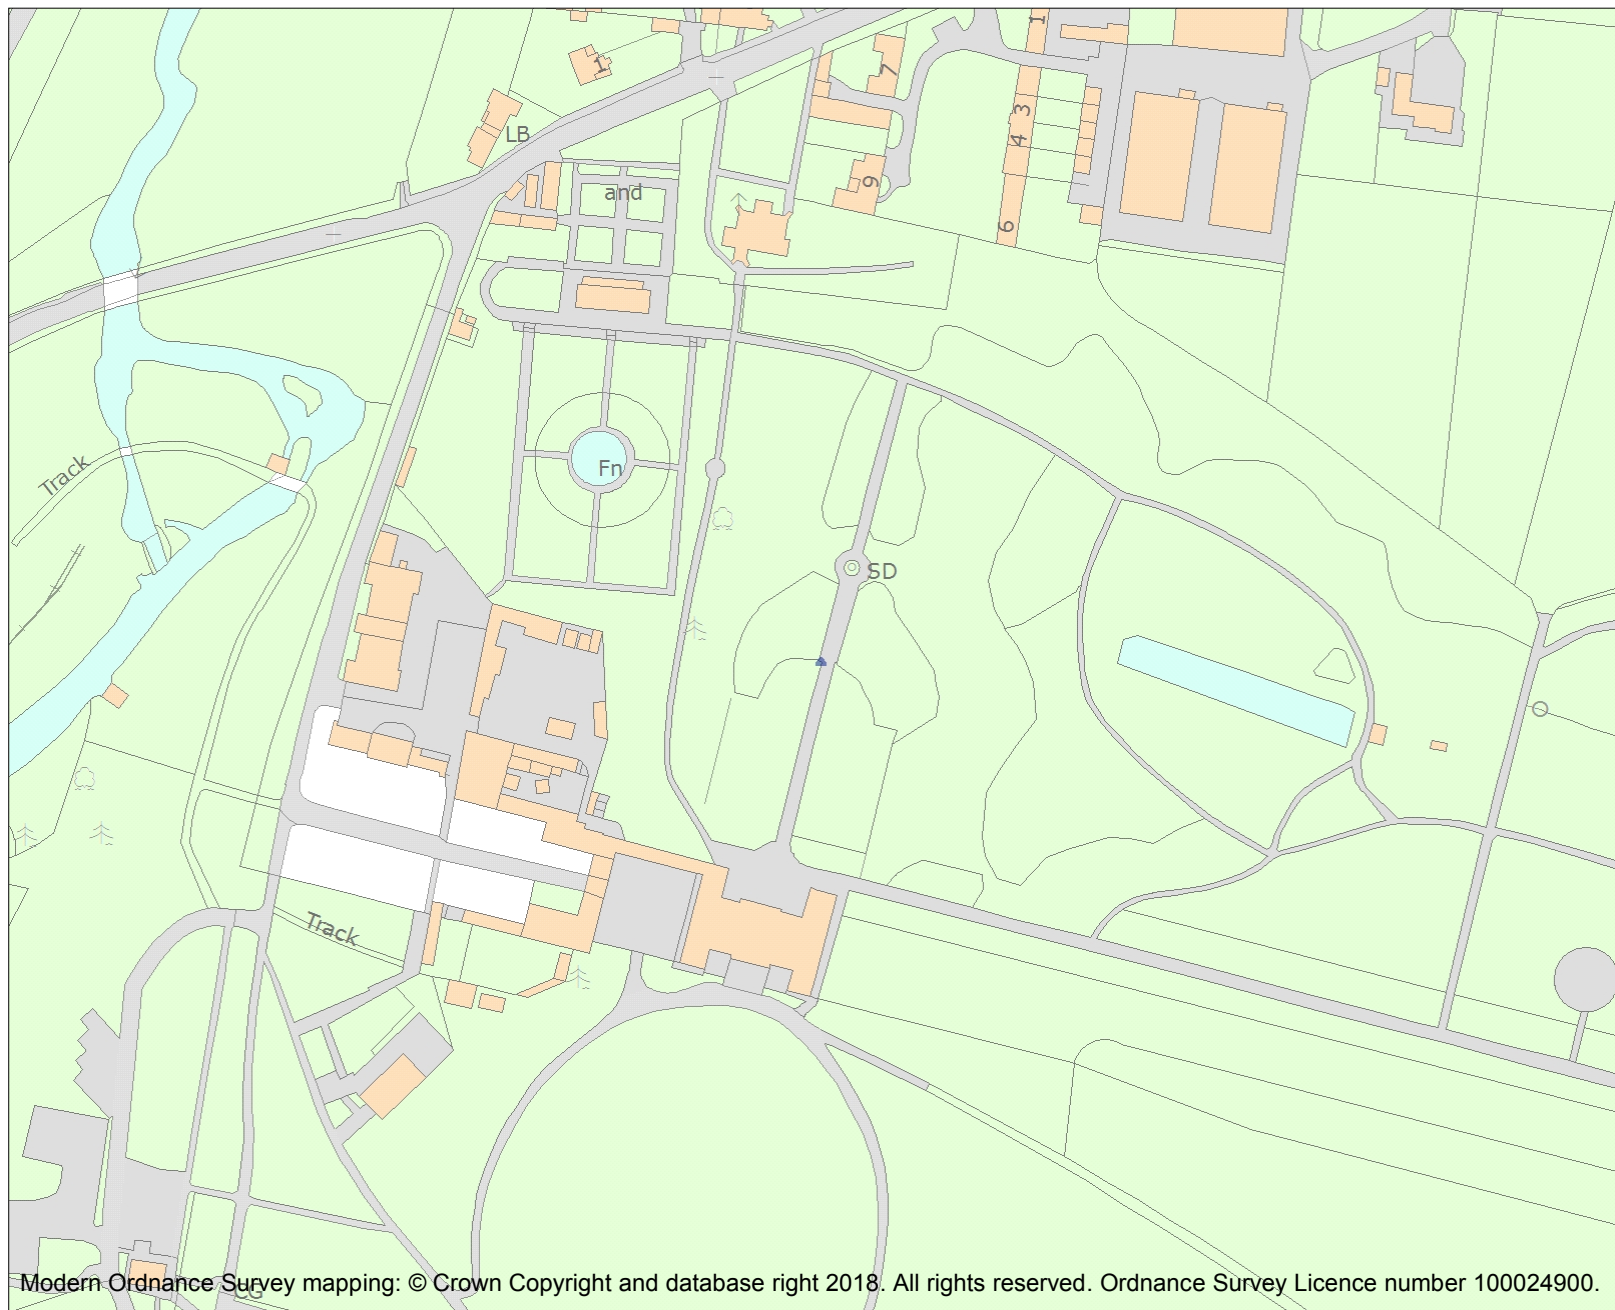 1
1
7
LB
3
4
and
9
6
Fn
Track
SD
Track
CG
Modern Ordnance Survey mapping: © Crown Copyright and database right 2018. All rights reserved. Ordnance Survey Licence number 100024900.